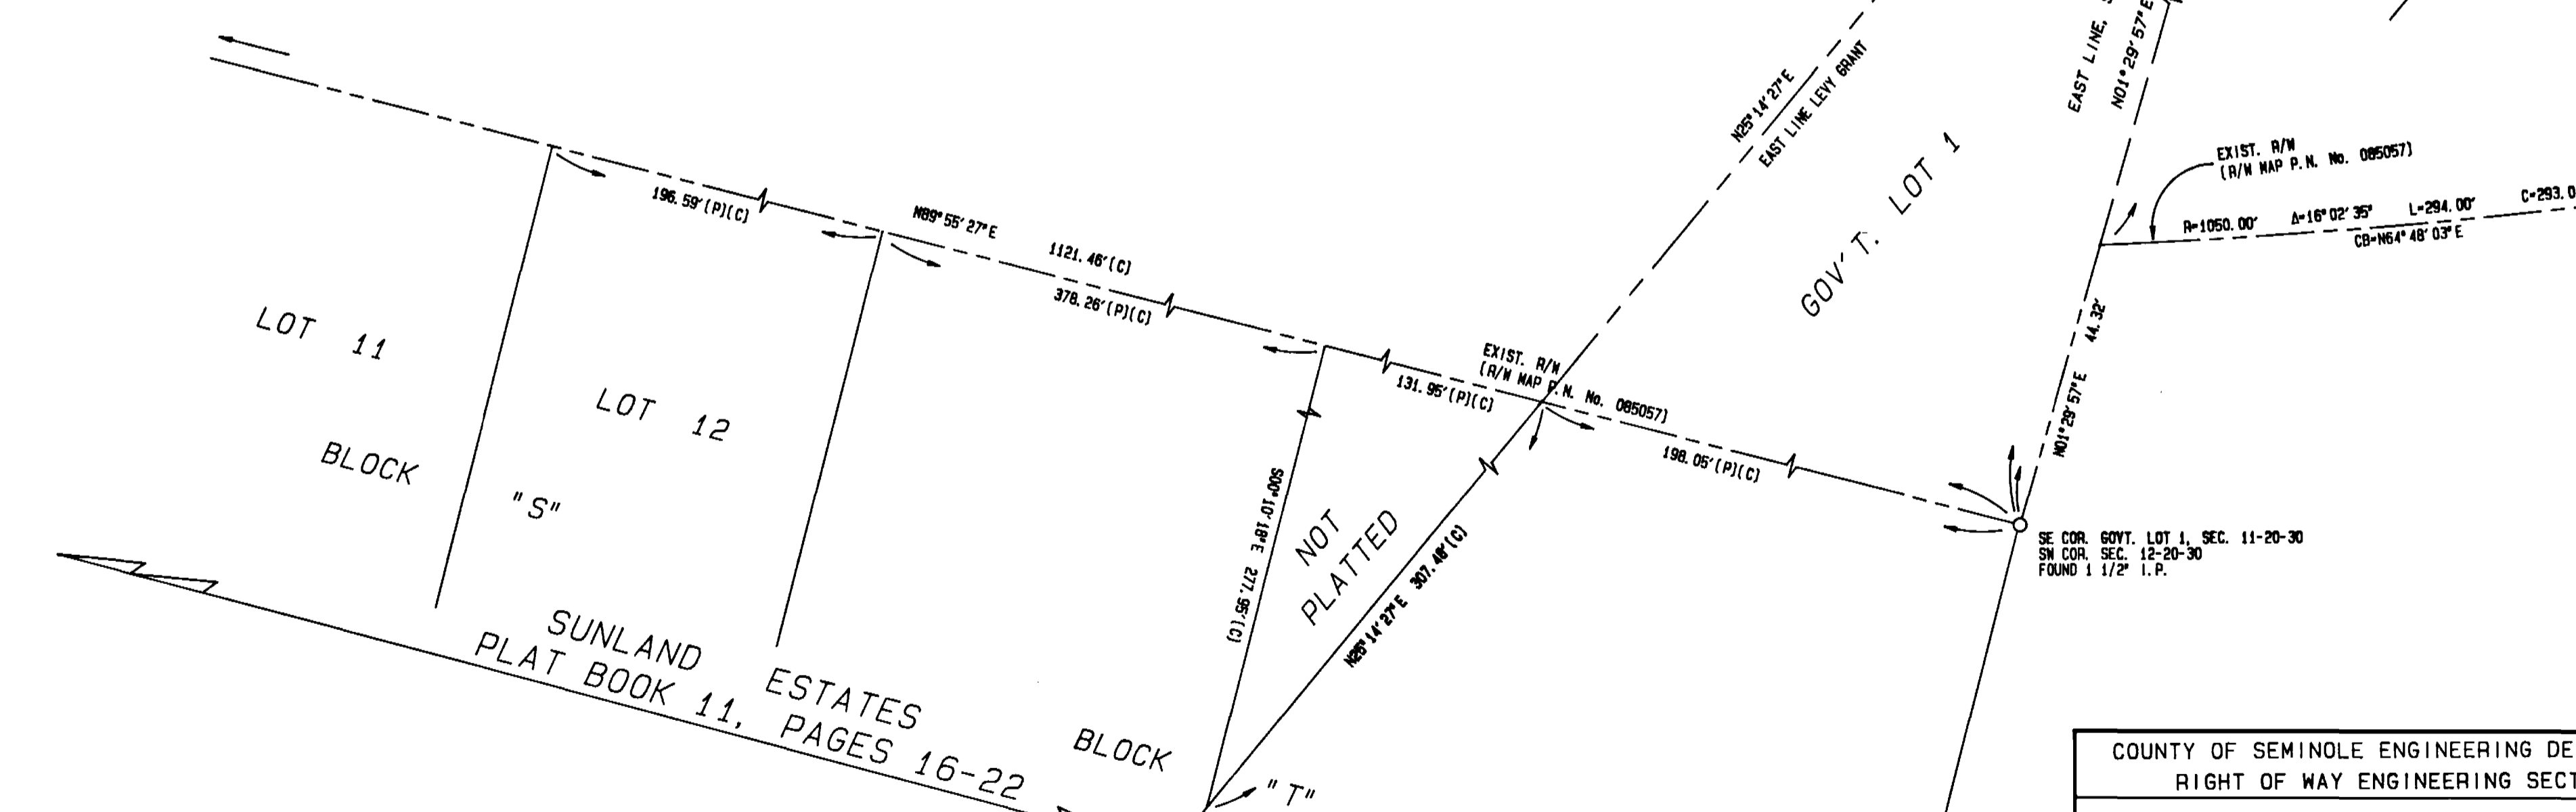 196.59'(P)(C)
N89°55'27"E
1121.46'(C)
378.26'(P)(C)
LOT 11
LOT 12
BLOCK
"S"
SUNLAND ESTATES
PLAT BOOK 11, PAGES 16-22
BLOCK
"T"
S00°10'18"E 277.95'(C)
NOT
PLATTED
N25°14'27"E 307.48'(C)
131.95'(P)(C)
EXIST. R/W
(R/W MAP P.N. No. 085057)
198.05'(P)(C)
N25°14'27"E
EAST LINE LEVY GRANT
GOV'T. LOT 1
EAST LINE,
N01°29'57"E
EXIST. R/W
(R/W MAP P.N. No. 085057)
R=1050.00' Δ=16°02'35" L=294.00' C=293.0
CB=N64°48'03"E
N01°29'57"E 44.32'
SE COR. GOVT. LOT 1, SEC. 11-20-30
SW COR. SEC. 12-20-30
FOUND 1 1/2" I.P.
COUNTY OF SEMINOLE ENGINEERING DE
RIGHT OF WAY ENGINEERING SECT